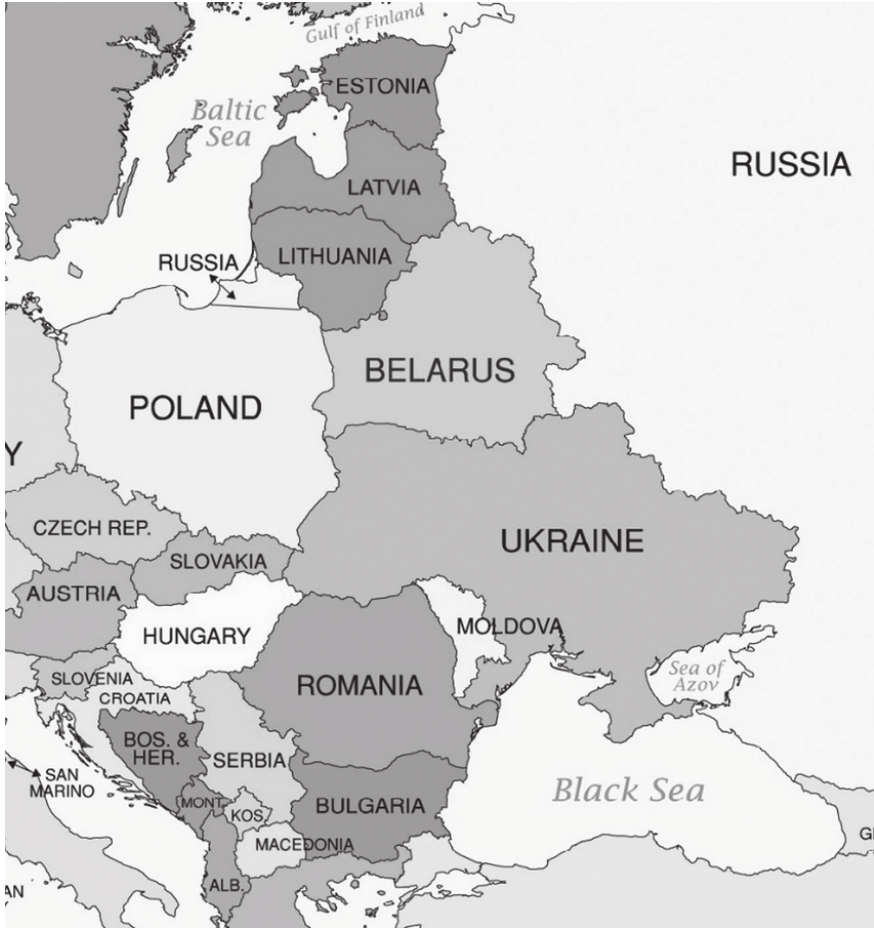 Gulf of Finland
ESTONIA
Baltic
Sea
RUSSIA
LATVIA
LITHUANIA
RUSSIA
BELARUS
POLAND
Y
CZECH REP.
UKRAINE
SLOVAKIA
AUSTRIA
HUNGARY
MOLDOVA
SLOVENIA
Sea of
Azov
CROATIA
ROMANIA
BOS. &
HER.
SERBIA
SAN
MARINO
Black Sea
MONT.
KOS.
BULGARIA
G
MACEDONIA
ALB.
AN